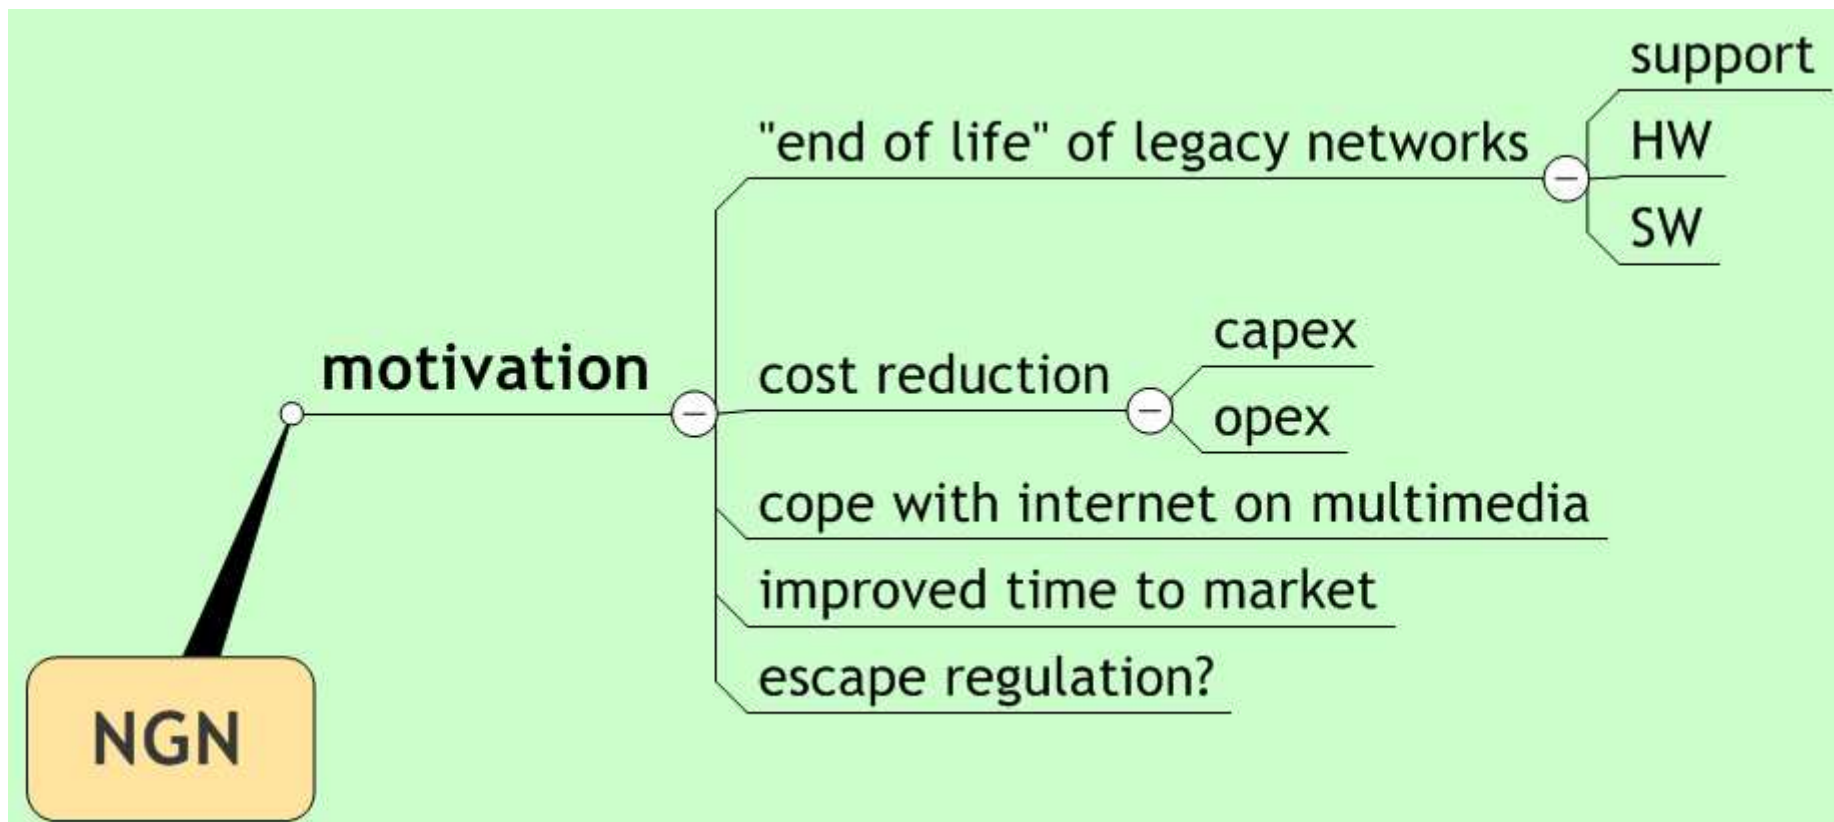 support
"end of life" of legacy networks
HW
SW
capex
motivation
cost reduction
opex
cope with internet on multimedia
improved time to market
escape regulation?
NGN